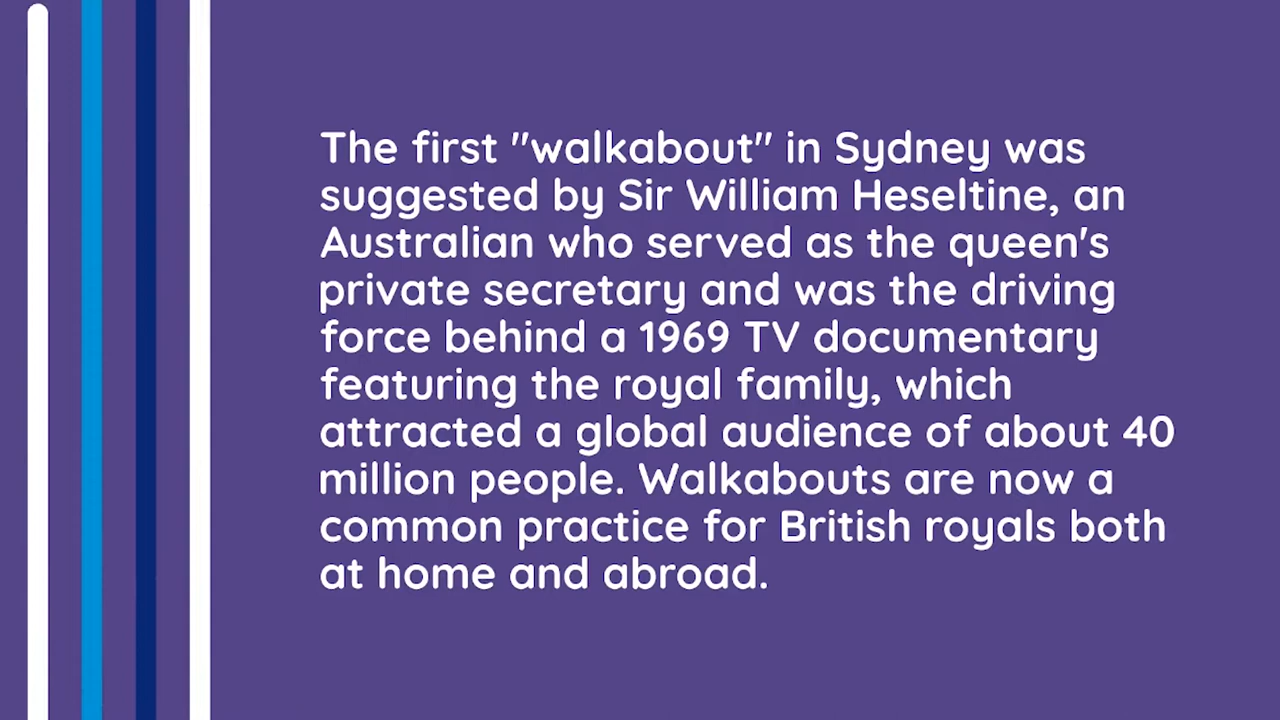 The first "walkabout" in Sydney was
suggested by Sir William Heseltine, an
Australian who served as the queen's
private secretary and was the driving
force behind a 1969 TV documentary
featuring the royal family, which
attracted a global audience of about 40
million people. Walkabouts are now a
common practice for British royals both
at home and abroad.